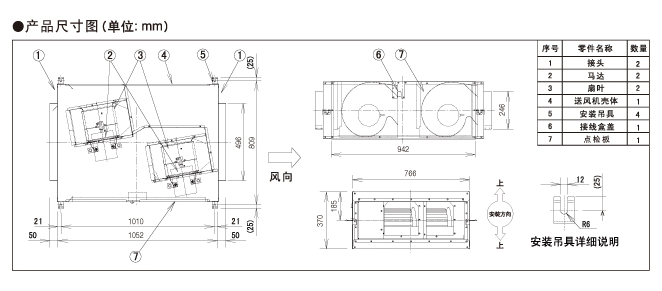 ●产品尺寸图(单位: mm)
① ② ③ ④ ⑤ ①
(25)
496
809
21 1010 21
(25)
50 1052 50
⑦
风向
⑥ ⑦
246
942
766
185
370
上
安装方向
上
序号 零件名称 数量
1 接头 2
2 马达 2
3 扇叶 2
4 送风机壳体 1
5 安装吊具 4
6 接线盒盖 1
7 点检板 1
12
(25)
R6
安装吊具详细说明